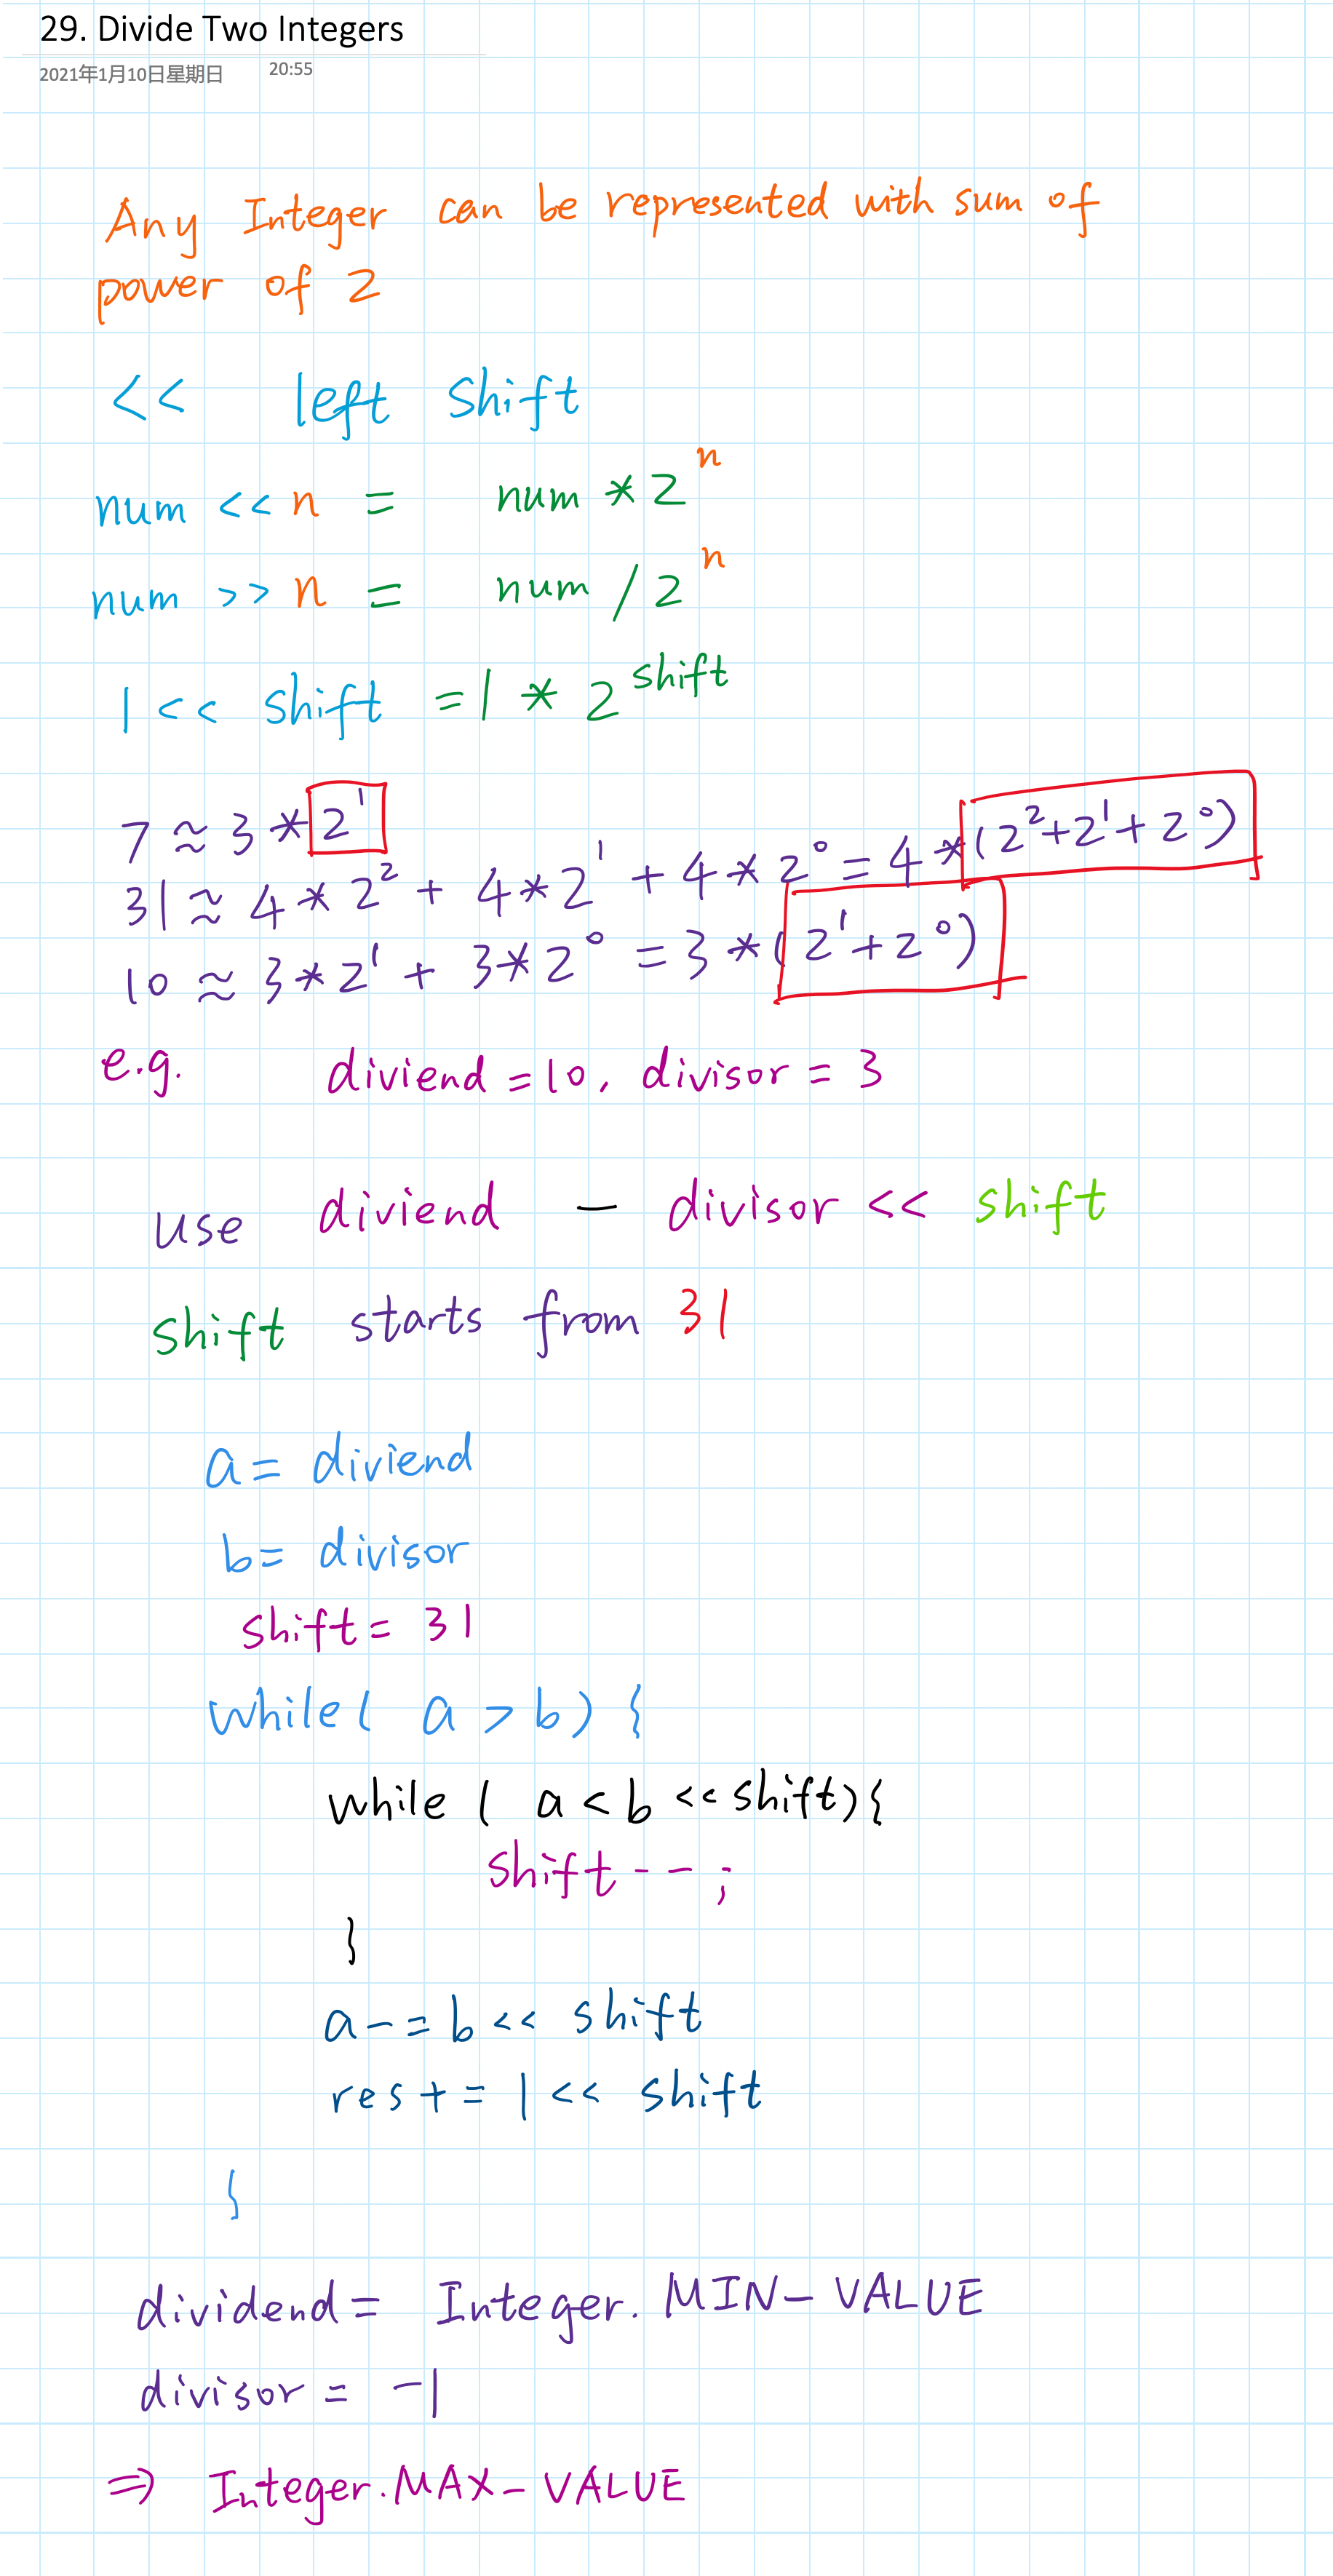 29. Divide Two Integers
2021年1月10日星期日 20:55
Any Integer can be represented with sum of
power of 2
<< left shift
num << n = num * 2^n
num >> n = num / 2^n
1 << shift = 1 * 2^shift
7 ≈ 3 * 2^1
31 ≈ 4 * 2^2 + 4 * 2^1 + 4 * 2^0 = 4 * (2^2 + 2^1 + 2^0)
10 ≈ 3 * 2^1 + 3 * 2^0 = 3 * (2^1 + 2^0)
e.g. diviend = 10, divisor = 3
use diviend — divisor << shift
shift starts from 31
a = diviend
b = divisor
shift = 31
while ( a > b ) {
while ( a < b << shift) {
shift - - ;
}
a - = b << shift
res + = 1 << shift
}
dividend = Integer. MIN_VALUE
divisor = -1
⇒ Integer. MAX_VALUE